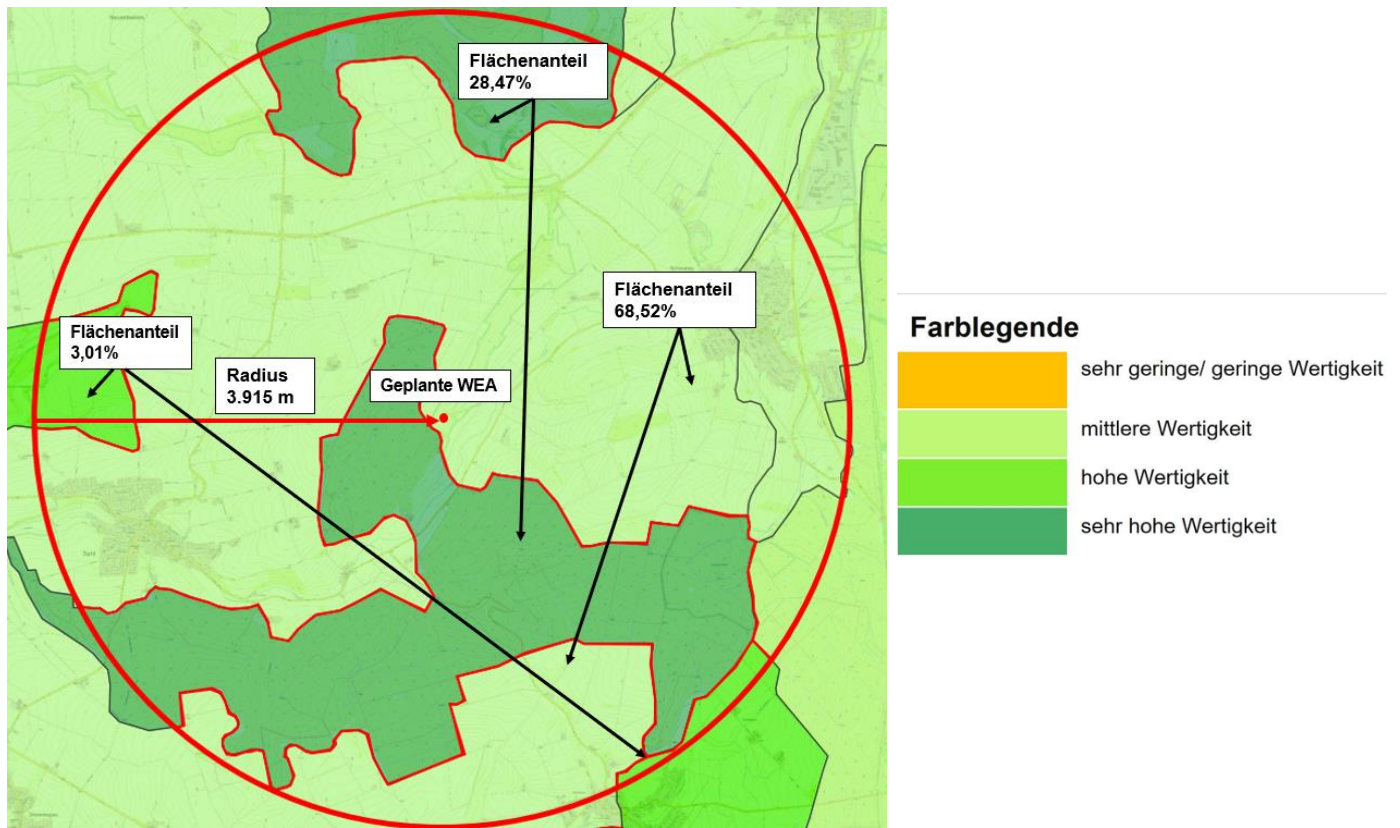 Flächenanteil
28,47%
Flächenanteil
68,52%
Flächenanteil
3,01%
Radius
3.915 m
Geplante WEA
Farblegende
sehr geringe/ geringe Wertigkeit
mittlere Wertigkeit
hohe Wertigkeit
sehr hohe Wertigkeit